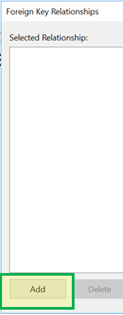 Foreign Key Relationships
Selected Relationship:
Add
Delete